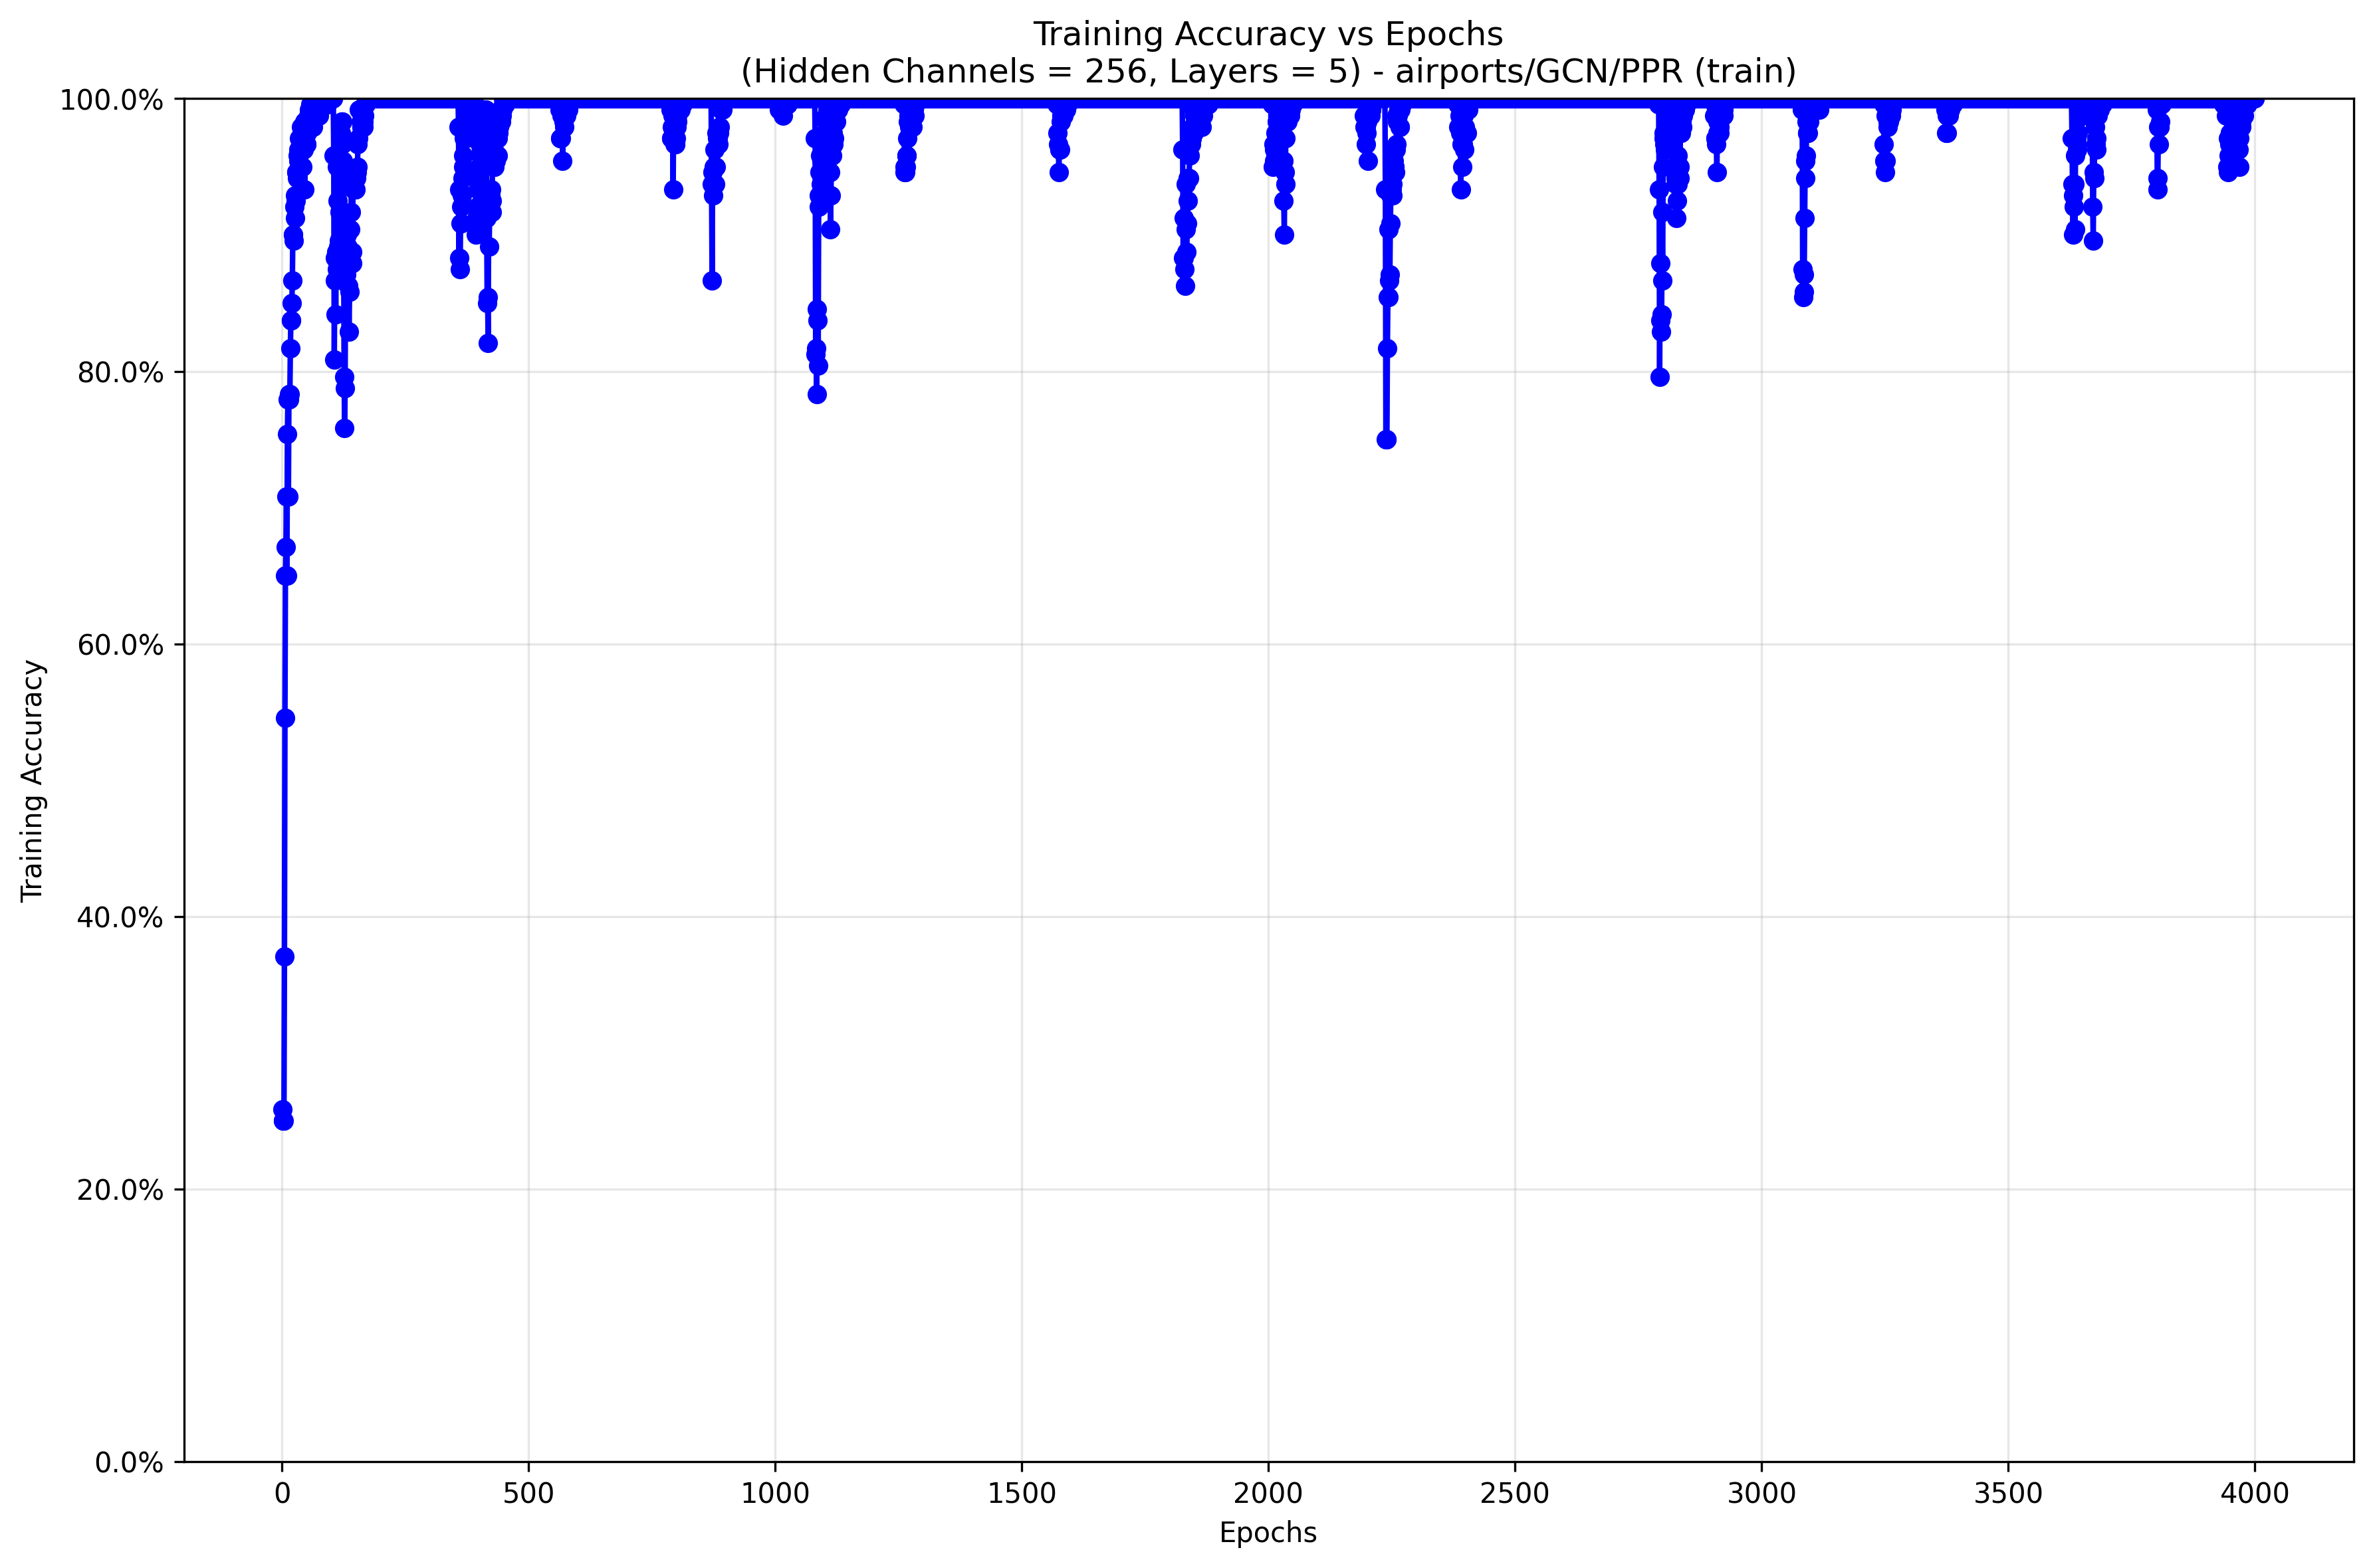 Training Accuracy vs Epochs
(Hidden Channels = 256, Layers = 5) - airports/GCN/PPR (train)
Training Accuracy
100.0%
80.0%
60.0%
40.0%
20.0%
0.0%
0 500 1000 1500 2000 2500 3000 3500 4000
Epochs